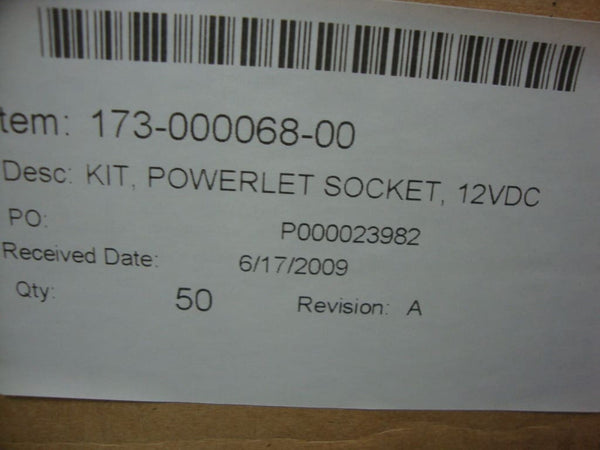 tem: 173-000068-00
Desc: KIT, POWERLET SOCKET, 12VDC
PO: P000023982
Received Date: 6/17/2009
Qty: 50 Revision: A